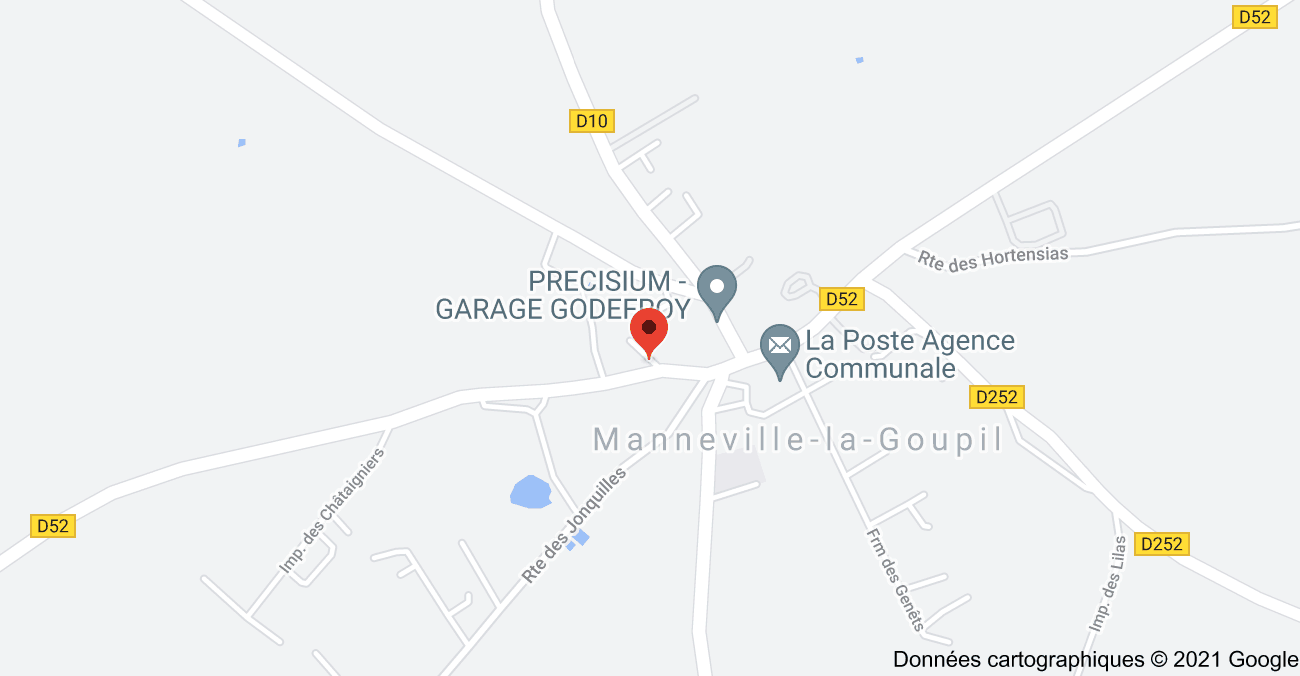 D52
D10
Rte des Hortensias
PRECISIUM -
GARAGE GODEFROY
D52
La Poste Agence
Communale
D252
Manneville-la-Goupil
Imp. des Châtaigniers
Rte des Jonquilles
D52
D252
Frm des Genêts
Imp. des Lilas
Données cartographiques © 2021 Google